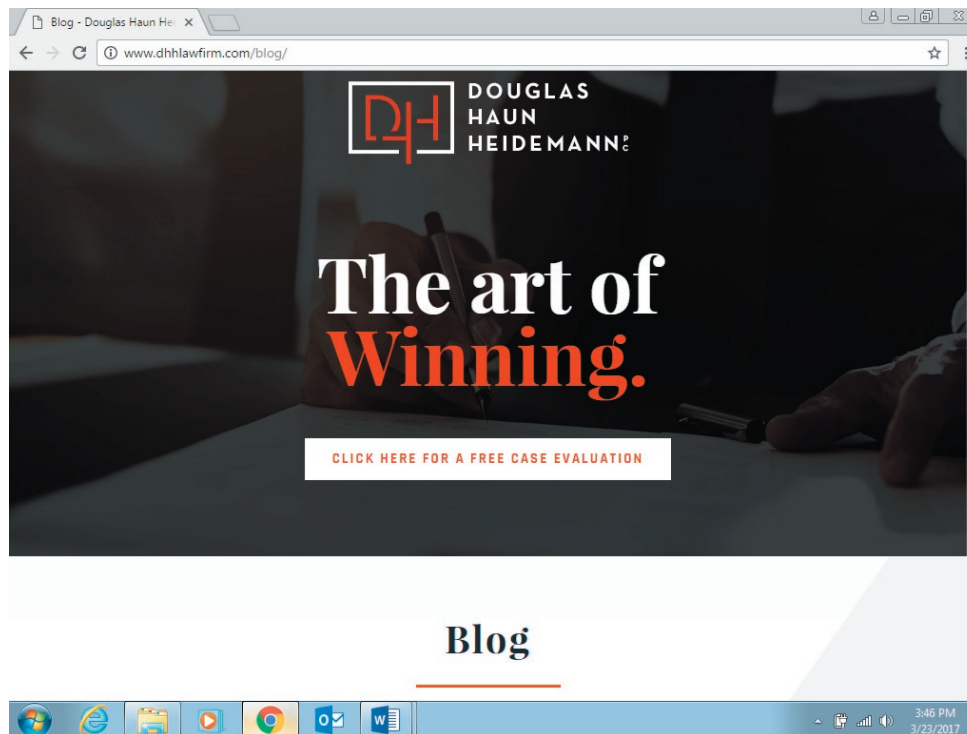 Blog - Douglas Haun He
www.dhhlawfirm.com/blog/
DH
DOUGLAS
HAUN
HEIDEMANN PC
The art of
Winning.
CLICK HERE FOR A FREE CASE EVALUATION
Blog
3:46 PM
3/23/2017